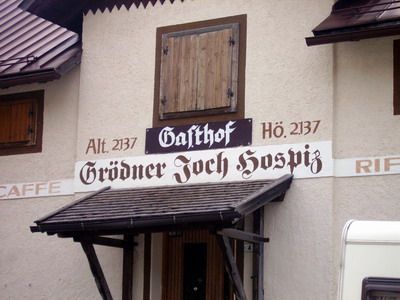 Gasthof
Alt. 2137 Hö. 2137
Grödner Joch Hospiz
CAFFE RIF